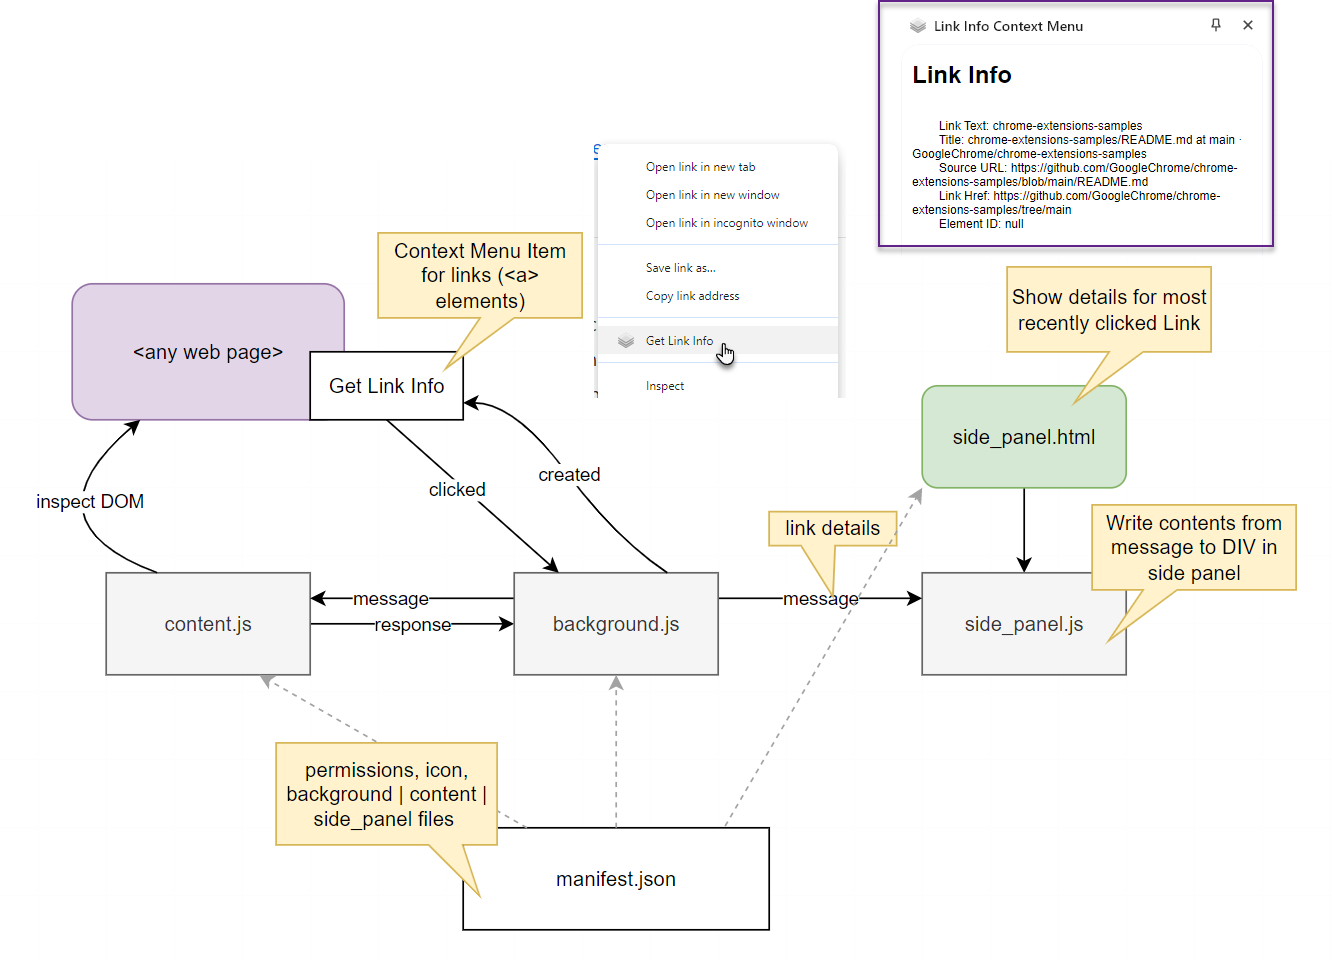 Link Info Context Menu
Link Info
Link Text: chrome-extensions-samples
Title: chrome-extensions-samples/README.md at main ·
GoogleChrome/chrome-extensions-samples
Source URL: https://github.com/GoogleChrome/chrome-
extensions-samples/blob/main/README.md
Link Href: https://github.com/GoogleChrome/chrome-
extensions-samples/tree/main
Element ID: null
Open link in new tab
Open link in new window
Open link in incognito window
Save link as...
Copy link address
Get Link Info
Inspect
Context Menu Item
for links (<a>
elements)
<any web page>
Get Link Info
Show details for most
recently clicked Link
side_panel.html
inspect DOM
clicked
created
link details
Write contents from
message to DIV in
side panel
message
response
message
content.js
background.js
side_panel.js
permissions, icon,
background | content |
side_panel files
manifest.json